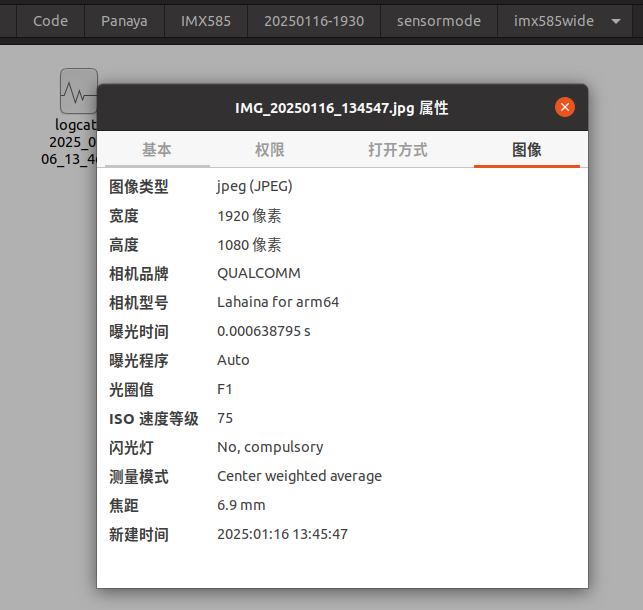 Code Panaya IMX585 20250116-1930 sensormode imx585wide
logcat
2025_0
06_13_4
IMG_20250116_134547.jpg 属性
基本 权限 打开方式 图像
图像类型 jpeg (JPEG)
宽度 1920 像素
高度 1080 像素
相机品牌 QUALCOMM
相机型号 Lahaina for arm64
曝光时间 0.000638795 s
曝光程序 Auto
光圈值 F1
ISO 速度等级 75
闪光灯 No, compulsory
测量模式 Center weighted average
焦距 6.9 mm
新建时间 2025:01:16 13:45:47